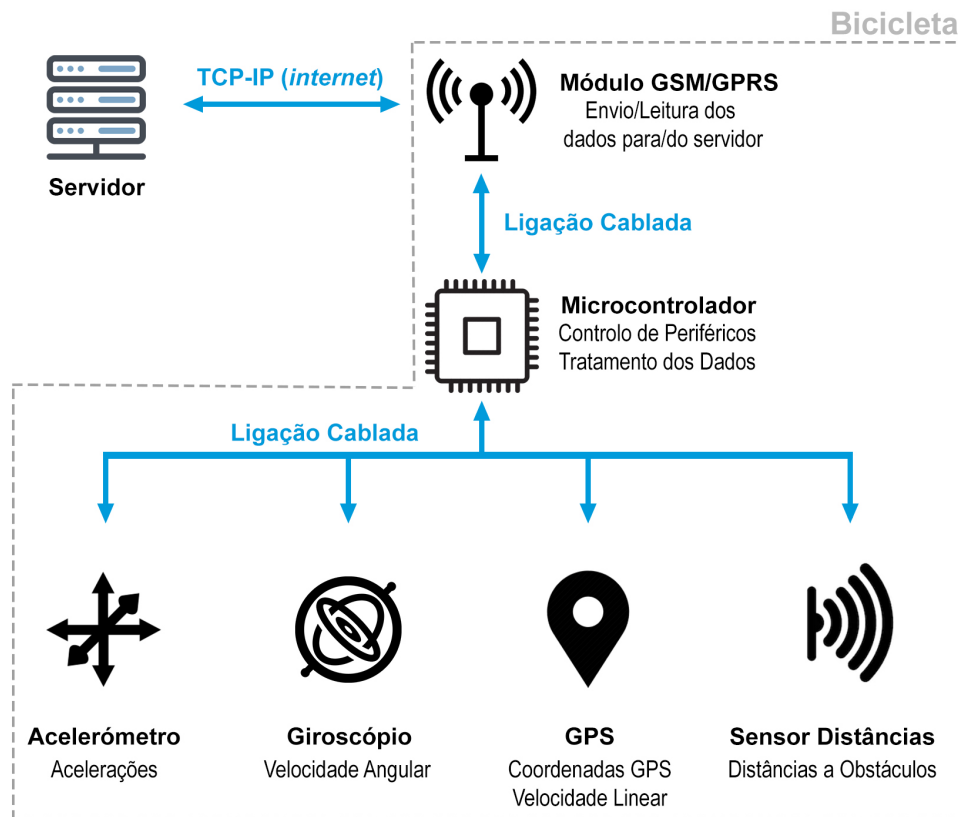 Bicicleta
TCP-IP (internet)
Servidor
Módulo GSM/GPRS
Envio/Leitura dos
dados para/do servidor
Ligação Cablada
Microcontrolador
Controlo de Periféricos
Tratamento dos Dados
Ligação Cablada
Acelerómetro
Acelerações
Giroscópio
Velocidade Angular
GPS
Coordenadas GPS
Velocidade Linear
Sensor Distâncias
Distâncias a Obstáculos